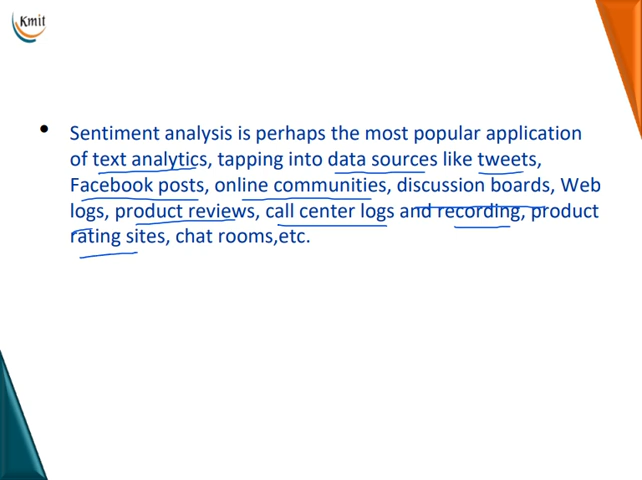 Kmit
• Sentiment analysis is perhaps the most popular application
of text analytics, tapping into data sources like tweets,
Facebook posts, online communities, discussion boards, Web
logs, product reviews, call center logs and recording, product
rating sites, chat rooms,etc.